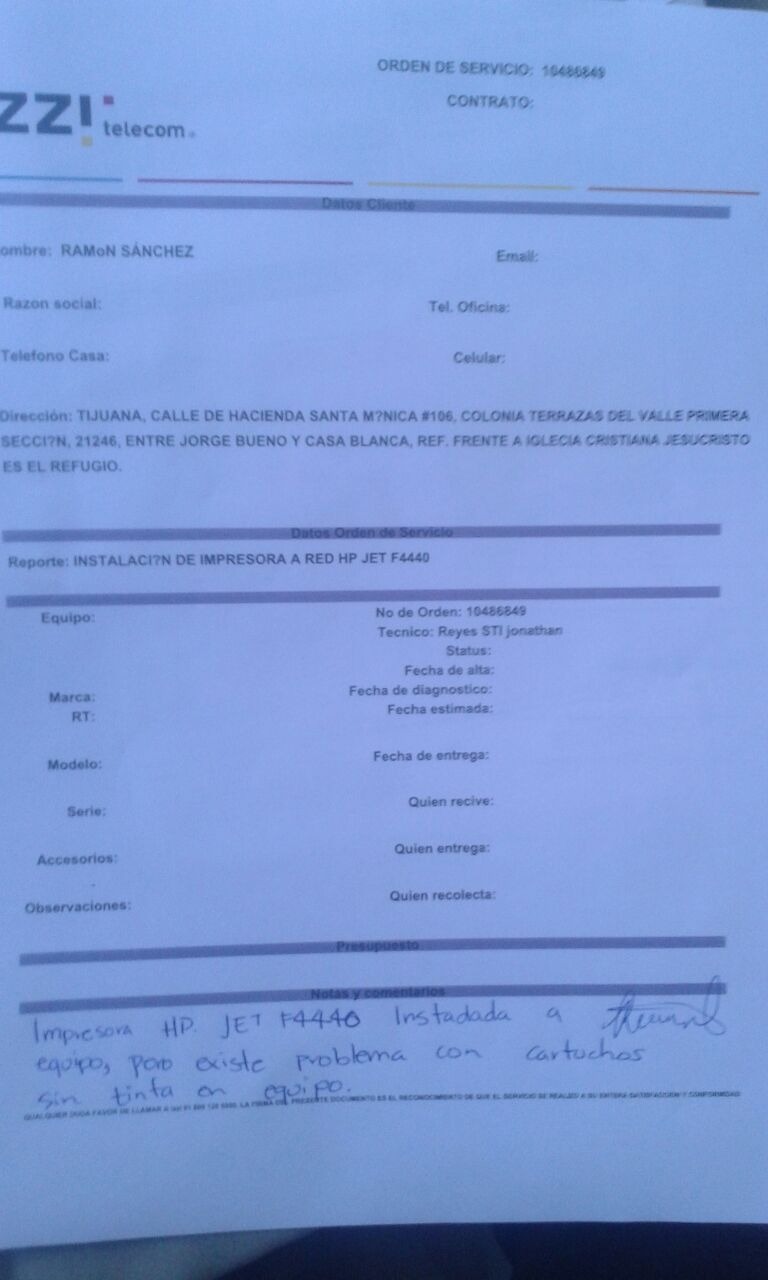 ORDEN DE SERVICIO: 10486849
CONTRATO:
ZZI telecom
Datos Cliente
ombre: RAMoN SÁNCHEZ
Email:
Razon social:
Tel. Oficina:
Telefono Casa:
Celular:
Dirección: TIJUANA, CALLE DE HACIENDA SANTA M?NICA #106, COLONIA TERRAZAS DEL VALLE PRIMERA
SECCI?N, 21246, ENTRE JORGE BUENO Y CASA BLANCA, REF. FRENTE A IGLECIA CRISTIANA JESUCRISTO
ES EL REFUGIO.
Datos Orden de Servicio
Reporte: INSTALACI?N DE IMPRESORA A RED HP JET F4440
Equipo:
No de Orden: 10486849
Tecnico: Reyes STI jonathan
Status:
Fecha de alta:
Marca:
Fecha de diagnostico:
RT:
Fecha estimada:
Modelo:
Fecha de entrega:
Serie:
Quien recive:
Accesorios:
Quien entrega:
Observaciones:
Quien recolecta:
Presupuesto
Notas y comentarios
Impresora HP. JET F4440 Instadada a
equipo, pero existe problema con cartuchos
sin tinta en equipo.
QUALQUIER DUDA FAVOR DE LLAMAR A LA FIRMA DEL PRESENTE DOCUMENTO ES EL RECONOCIMIENTO DE QUE EL SERVICIO SE REALIZO A SU ENTERA SATISFACCION Y CONFORMIDAD